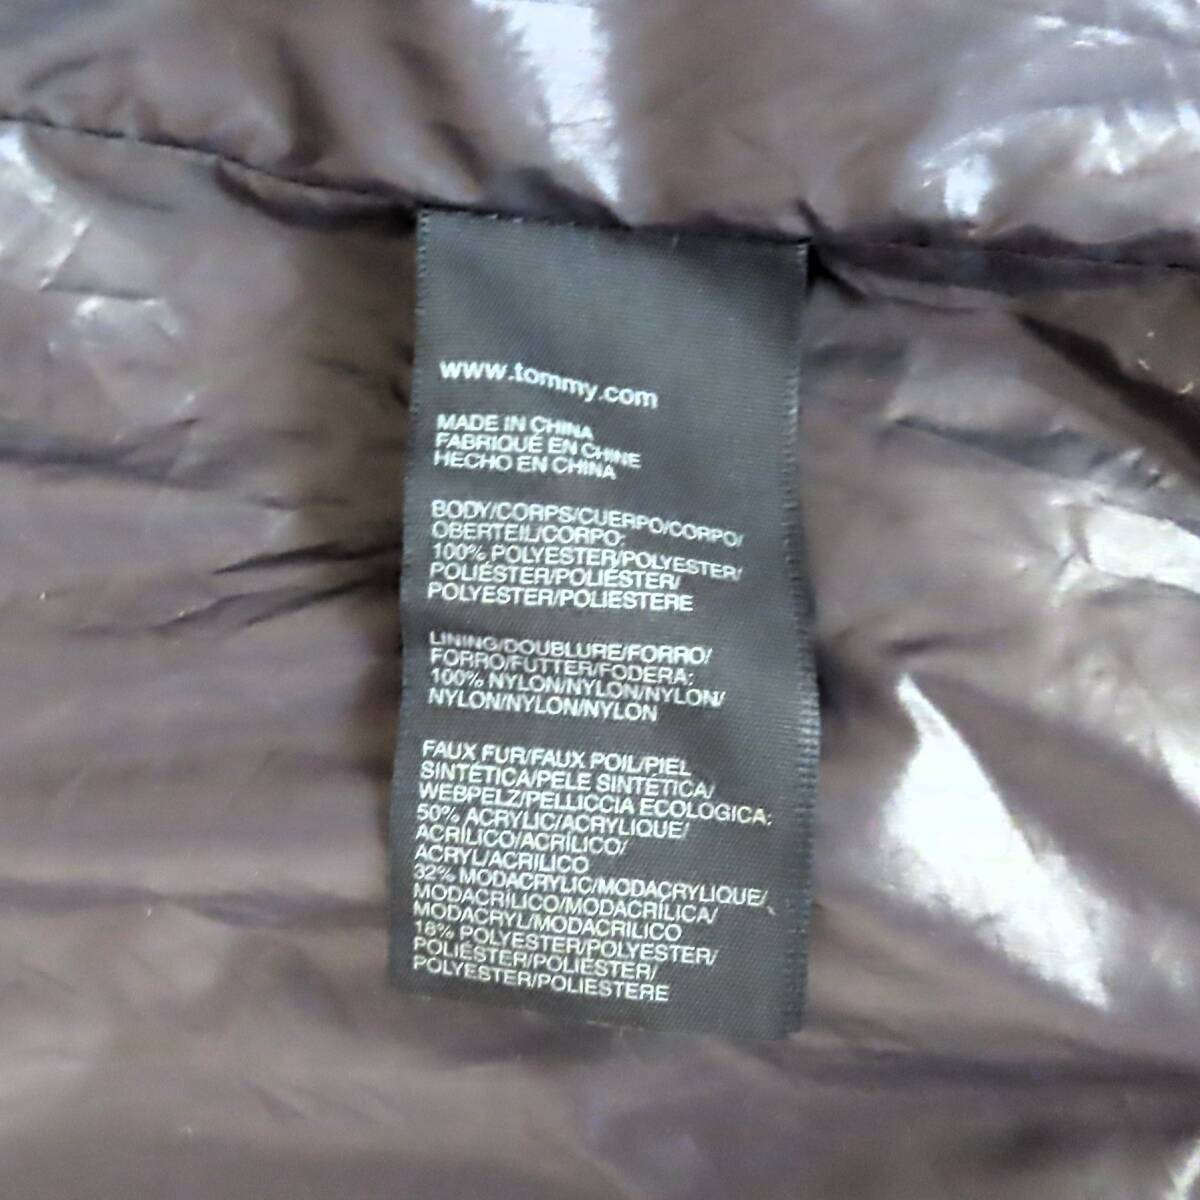 www.tommy.com
MADE IN CHINA
FABRIQUÉ EN CHINE
HECHO EN CHINA
BODY/CORPS/CUERPO/CORPO/
OBERTEIL/CORPO:
100% POLYESTER/POLYESTER/
POLIÉSTER/POLIÉSTER/
POLYESTER/POLIESTERE
LINING/DOUBLURE/FORRO/
FORRO/FUTTER/FODERA:
100% NYLON/NYLON/NYLON/
NYLON/NYLON/NYLON
FAUX FUR/FAUX POIL/PIEL
SINTÉTICA/PELE SINTÉTICA/
WEBPELZ/PELLICCIA ECOLOGICA:
50% ACRYLIC/ACRYLIQUE/
ACRÍLICO/ACRÍLICO/
ACRYL/ACRILICO
32% MODACRYLIC/MODACRYLIQUE/
MODACRÍLICO/MODACRÍLICA/
MODACRYL/MODACRILICO
18% POLYESTER/POLYESTER/
POLIÉSTER/POLIÉSTER/
POLYESTER/POLIESTERE